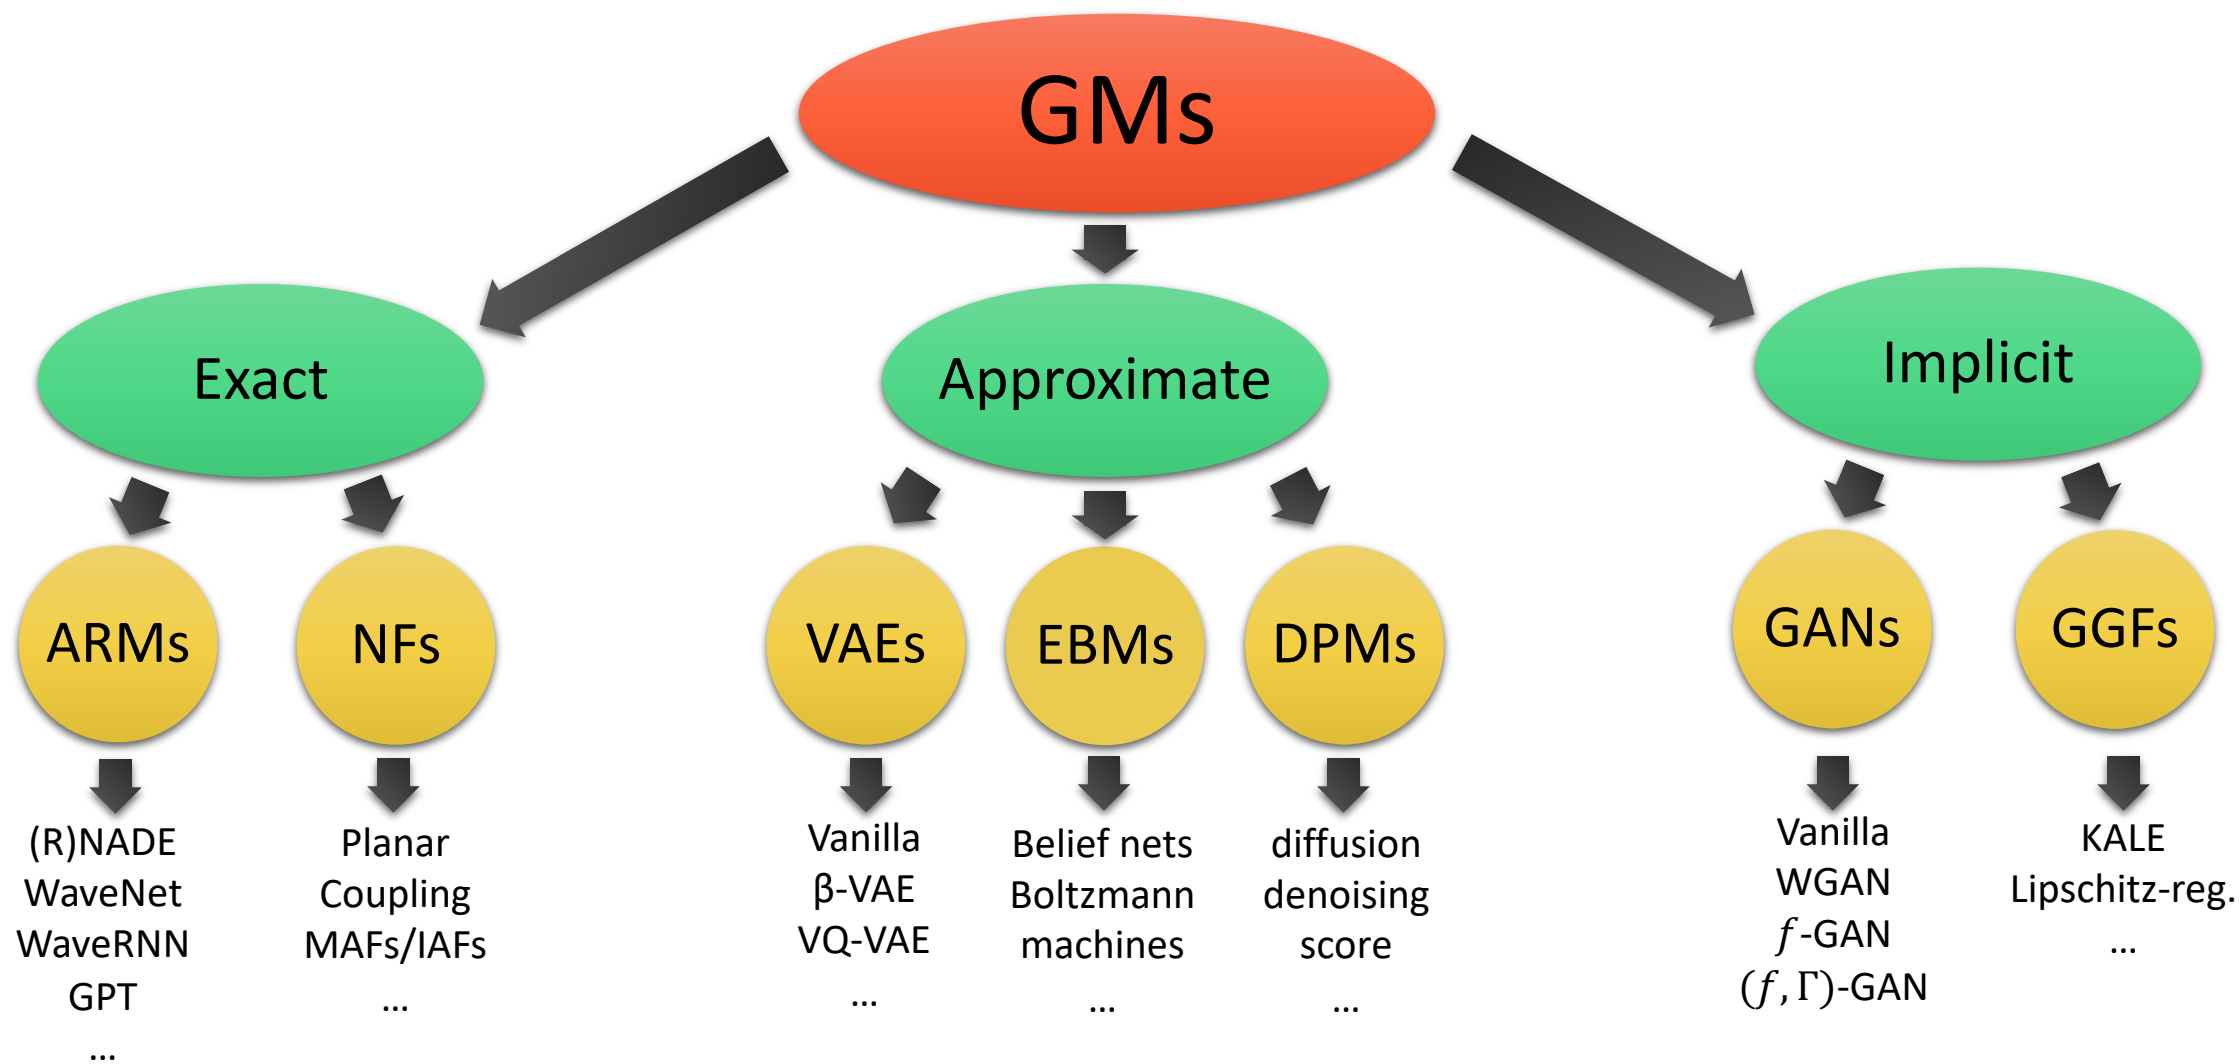 GMs
Exact
Approximate
Implicit
ARMs
NFs
VAEs
EBMs
DPMs
GANs
GGFs
(R)NADE
WaveNet
WaveRNN
GPT
...
Planar
Coupling
MAFs/IAFs
...
Vanilla
β-VAE
VQ-VAE
...
Belief nets
Boltzmann
machines
...
diffusion
denoising
score
...
Vanilla
WGAN
f-GAN
(f, Γ)-GAN
KALE
Lipschitz-reg.
...